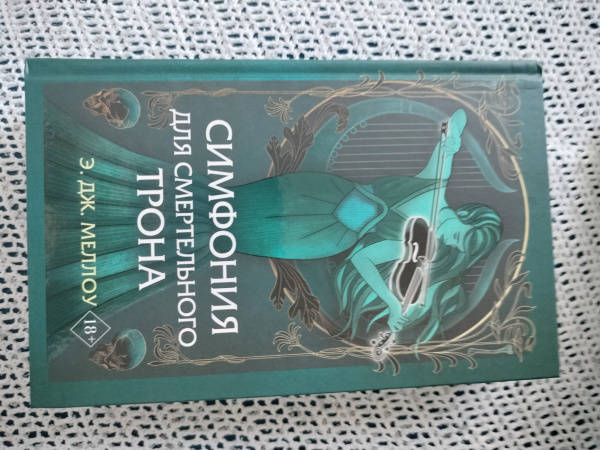 СИМФОНИЯ
ДЛЯ СМЕРТЕЛЬНОГО
ТРОНА
Э. ДЖ. МЕЛЛОУ
18+